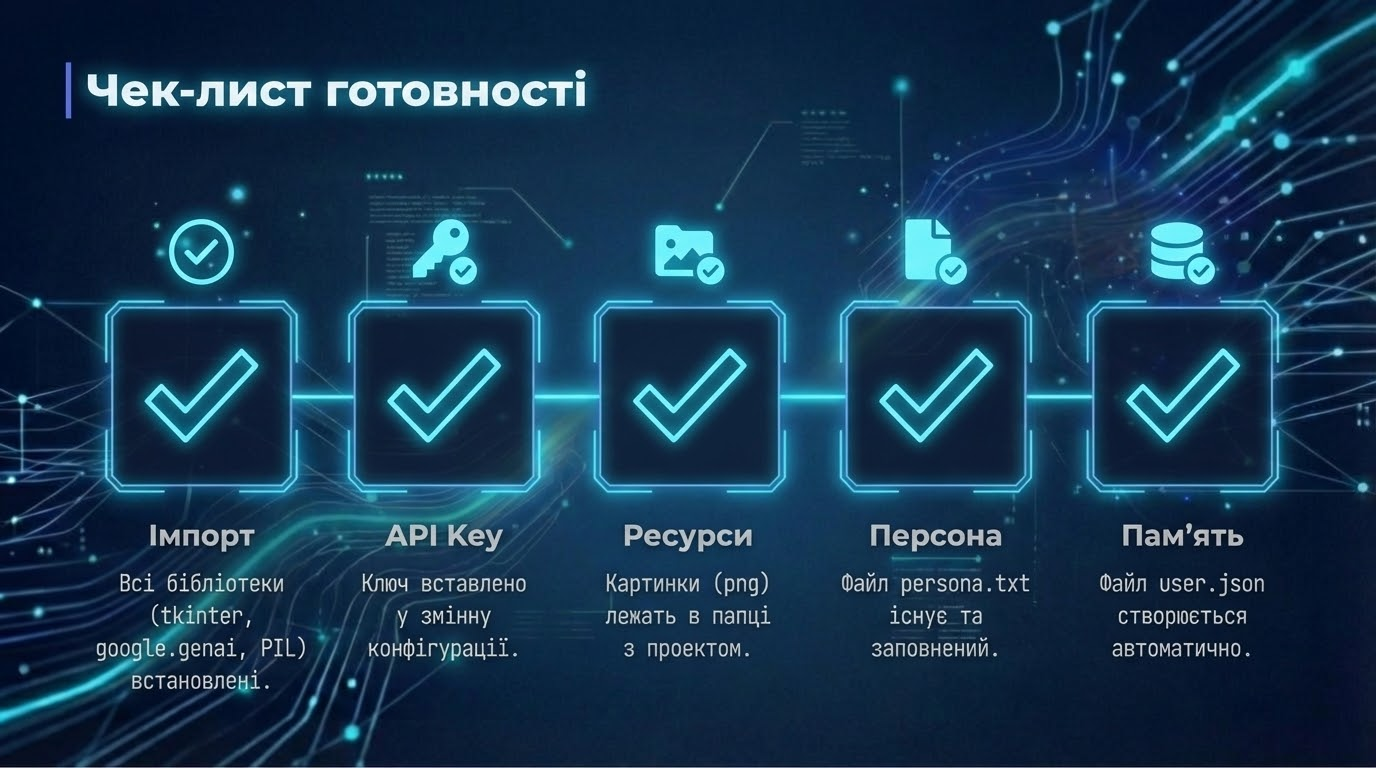 Чек-лист готовності
Імпорт
Всі бібліотеки
(tkinter,
google.genai, PIL)
встановлені.
API Key
Ключ вставлено
у змінну
конфігурації.
Ресурси
Картинки (png)
лежать в папці
з проектом.
Персона
Файл persona.txt
існує та
заповнений.
Пам’ять
Файл user.json
створюється
автоматично.